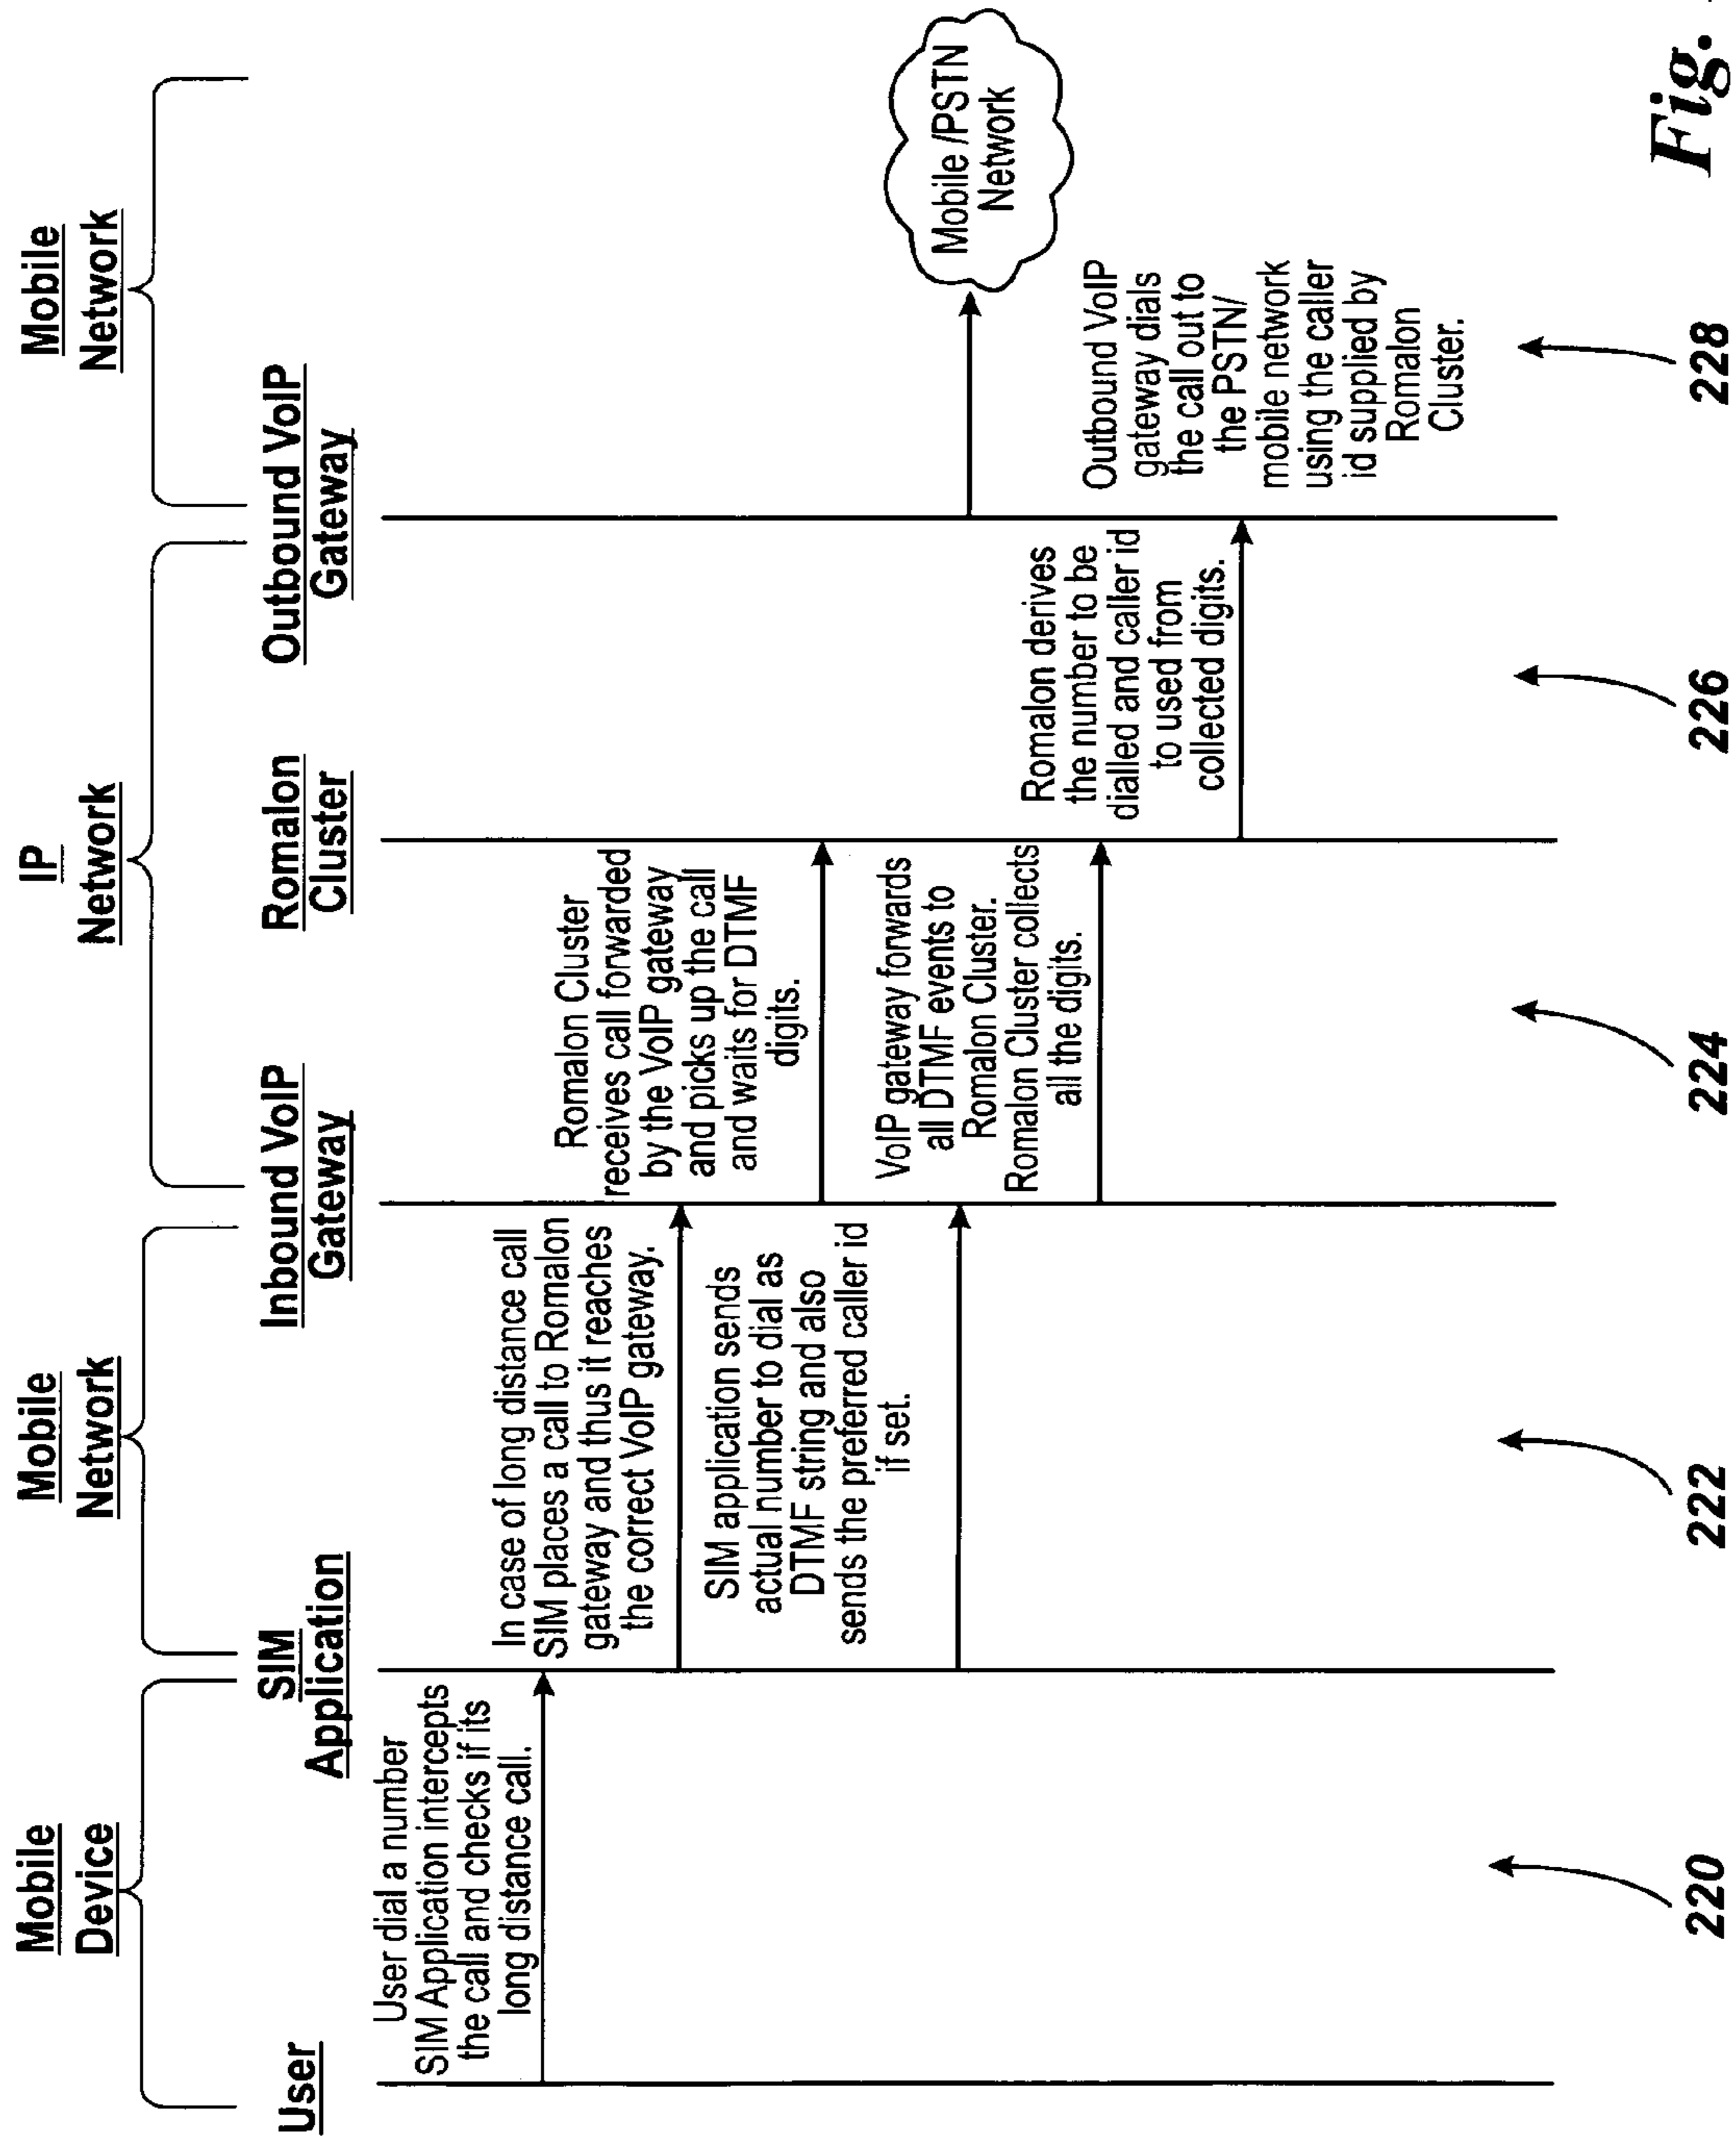 Mobile
Device
Mobile
Network
IP
Network
Mobile
Network
User
SIM
Application
Inbound VoIP
Gateway
Romalon
Cluster
Outbound VoIP
Gateway
User dial a number
SIM Application intercepts
the call and checks if its
long distance call.
In case of long distance call
SIM places a call to Romalon
gateway and thus it reaches
the correct VoIP gateway.
SIM application sends
actual number to dial as
DTMF string and also
sends the preferred caller id
if set.
Romalon Cluster
receives call forwarded
by the VoIP gateway
and picks up the call
and waits for DTMF
digits.
VoIP gateway forwards
all DTMF events to
Romalon Cluster.
Romalon Cluster collects
all the digits.
Romalon derives
the number to be
dialled and caller id
to used from
collected digits.
Mobile /PSTN
Network
Outbound VoIP
gateway dials
the call out to
the PSTN/
mobile network
using the caller
id supplied by
Romalon
Cluster.
220
222
224
226
228
Fig.